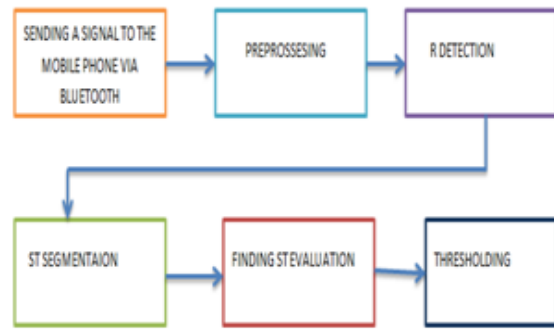 SENDING A SIGNAL TO THE
MOBILE PHONE VIA
BLUETOOTH
PREPROSSESING
R DETECTION
ST SEGMENTAION
FINDING ST EVALUATION
THRESHOLDING